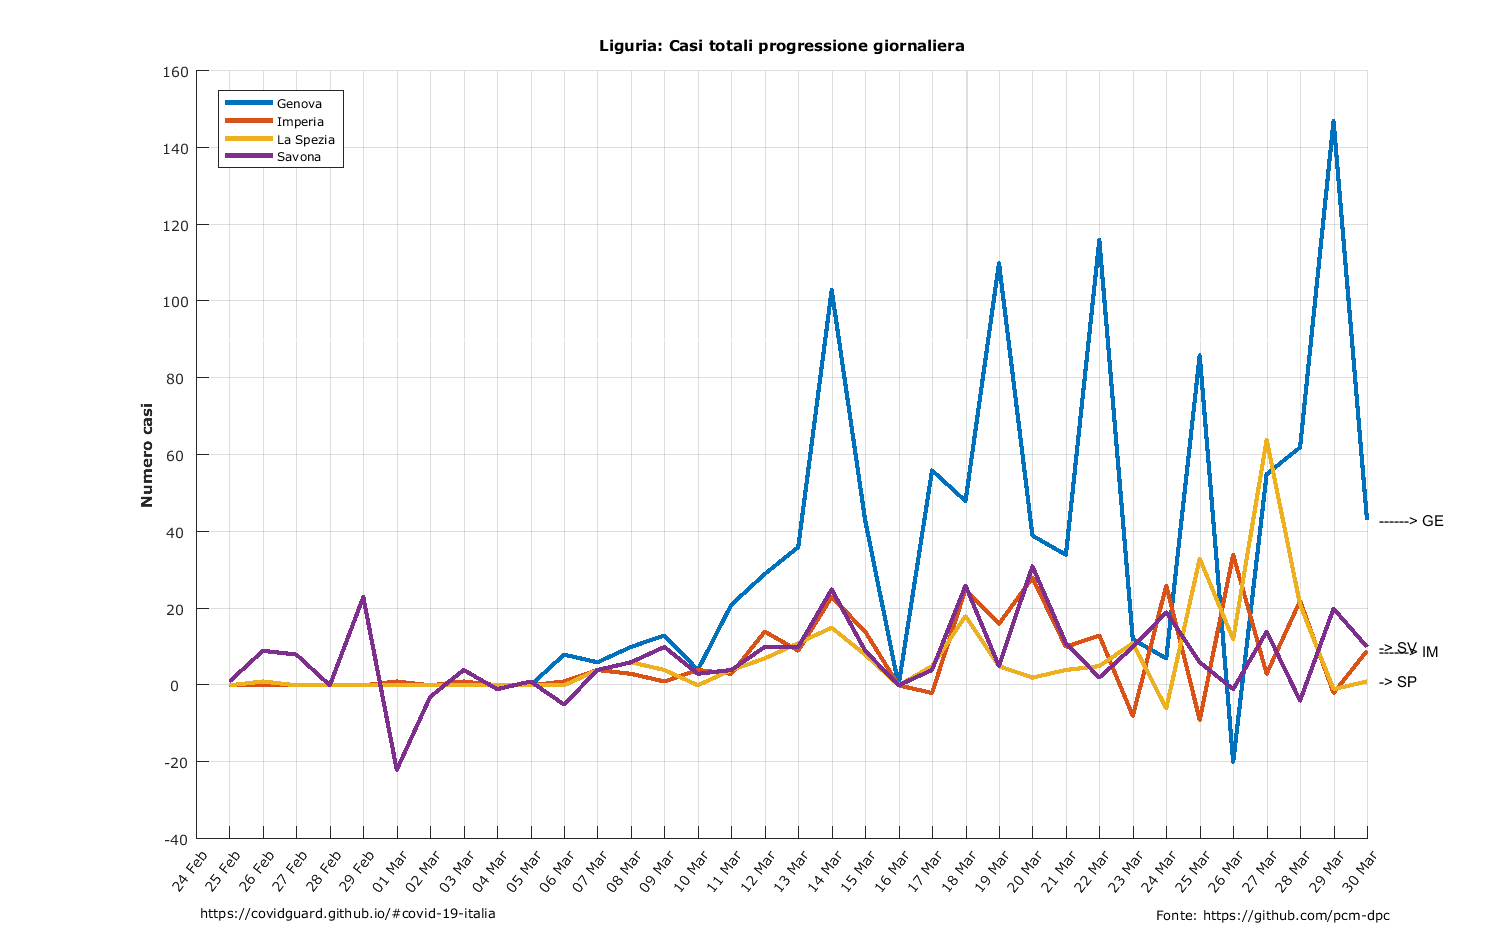 Liguria: Casi totali progressione giornaliera
160
140
120
100
80
60
40
20
0
-20
-40
Numero casi
Genova
Imperia
La Spezia
Savona
------> GE
-> SV
-----> IM
-> SP
24 Feb
25 Feb
26 Feb
27 Feb
28 Feb
29 Feb
01 Mar
02 Mar
03 Mar
04 Mar
05 Mar
06 Mar
07 Mar
08 Mar
09 Mar
10 Mar
11 Mar
12 Mar
13 Mar
14 Mar
15 Mar
16 Mar
17 Mar
18 Mar
19 Mar
20 Mar
21 Mar
22 Mar
23 Mar
24 Mar
25 Mar
26 Mar
27 Mar
28 Mar
29 Mar
30 Mar
https://covidguard.github.io/#covid-19-italia
Fonte: https://github.com/pcm-dpc